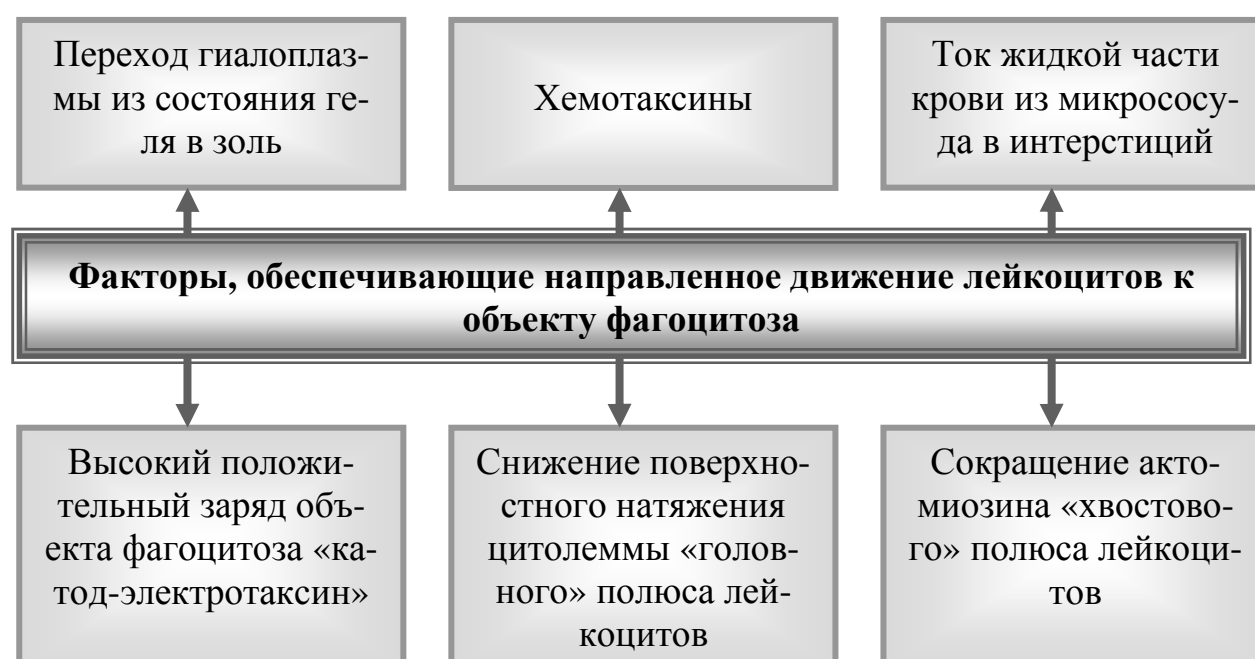 Переход гиалоплаз-
мы из состояния ге-
ля в золь
Хемотаксины
Ток жидкой части
крови из микрососу-
да в интерстиций
Факторы, обеспечивающие направленное движение лейкоцитов к
объекту фагоцитоза
Высокий положи-
тельный заряд объ-
екта фагоцитоза «ка-
тод-электротаксин»
Снижение поверхно-
стного натяжения
цитолеммы «голов-
ного» полюса лей-
коцитов
Сокращение акто-
миозина «хвостово-
го» полюса лейкоци-
тов